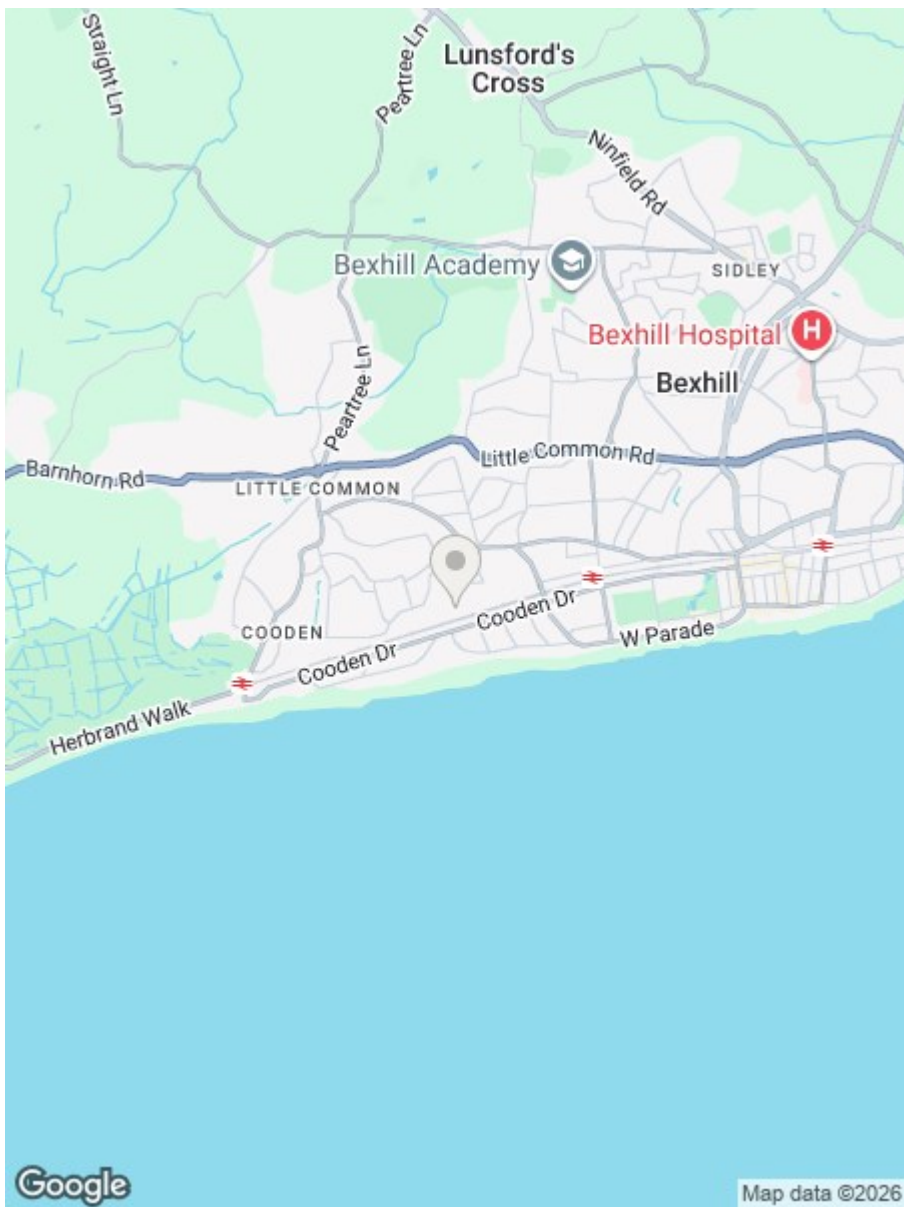 Straight Ln
Peartree Ln
Lunsford's
Cross
Ninfield Rd
Bexhill Academy
SIDLEY
Bexhill Hospital
H
Bexhill
Peartree Ln
Little Common Rd
Barnhorn Rd
LITTLE COMMON
COODEN
Cooden Dr
W Parade
Cooden Dr
Herbrand Walk
Google
Map data ©2026